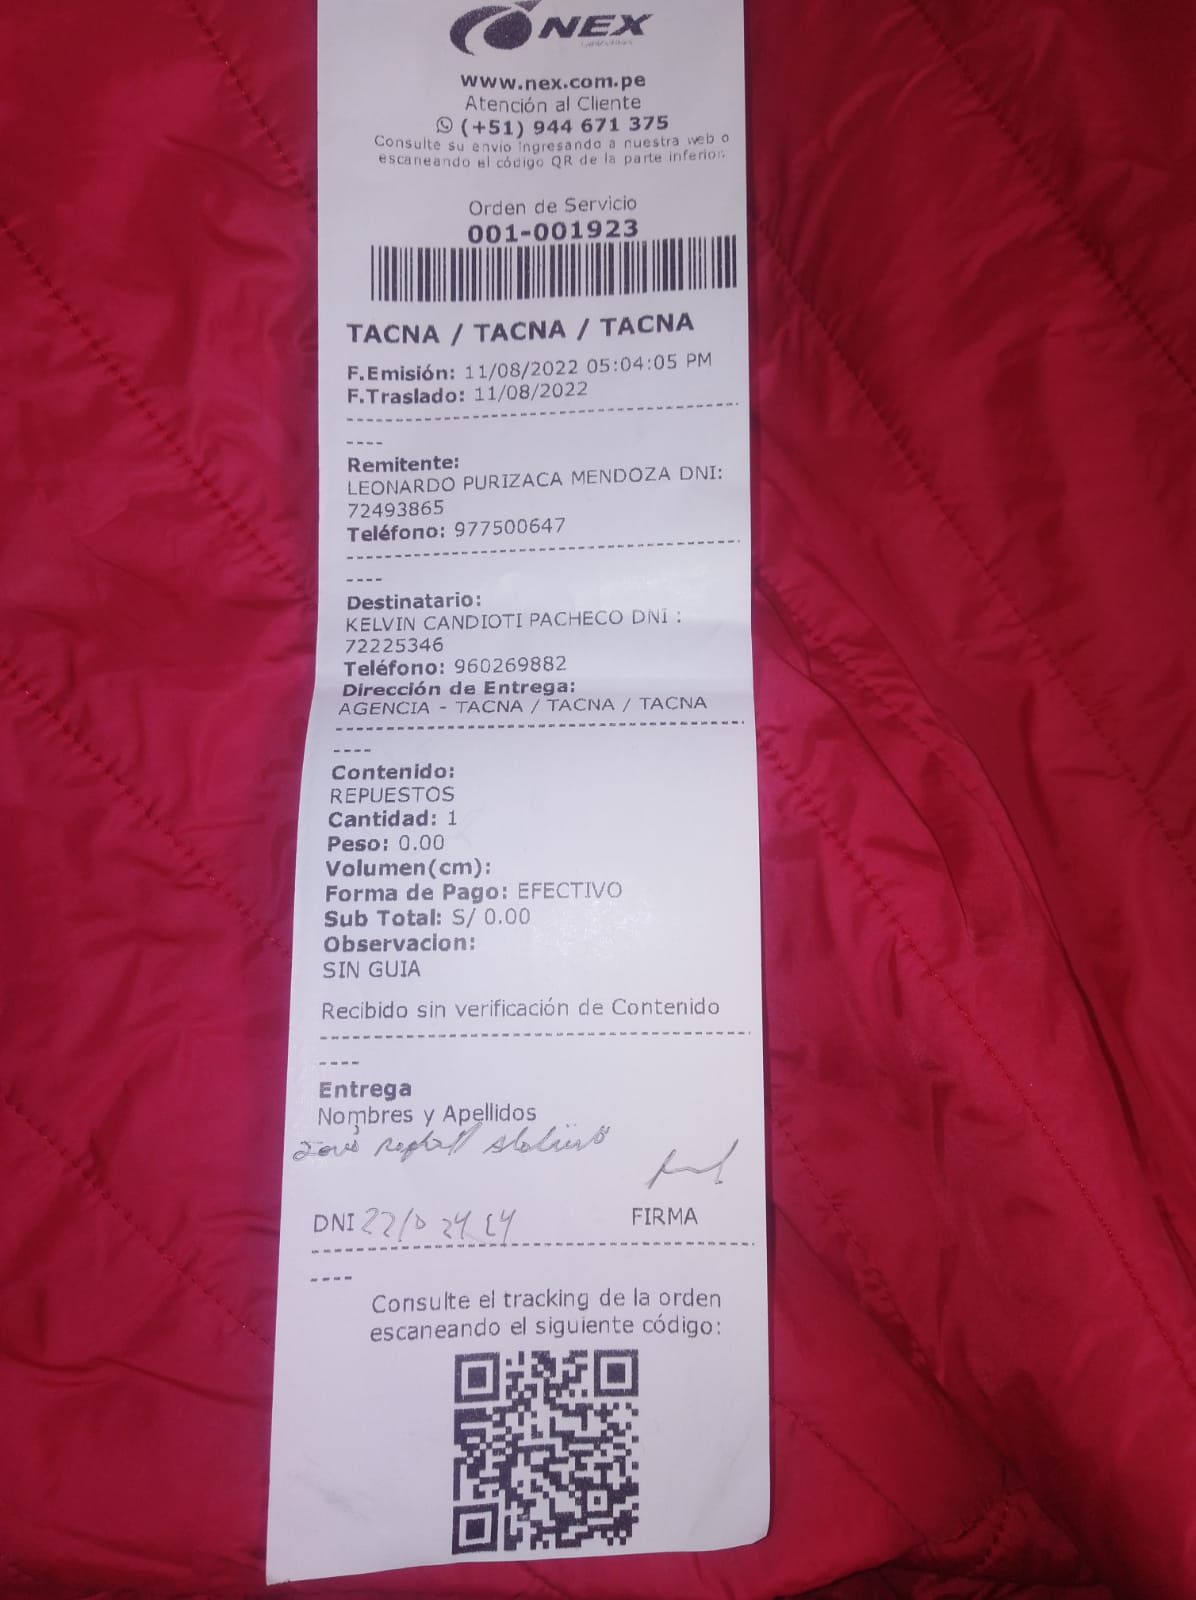 NEX
www.nex.com.pe
Atención al Cliente
(+51) 944 671 375
Consulte su envio ingresando a nuestra web o
escaneando el código QR de la parte inferior.
Orden de Servicio
001-001923
TACNA / TACNA / TACNA
F.Emisión: 11/08/2022 05:04:05 PM
F.Traslado: 11/08/2022
----
Remitente:
LEONARDO PURIZACA MENDOZA DNI:
72493865
Teléfono: 977500647
----
Destinatario:
KELVIN CANDIOTI PACHECO DNI :
72225346
Teléfono: 960269882
Dirección de Entrega:
AGENCIA - TACNA / TACNA / TACNA
----
Contenido:
REPUESTOS
Cantidad: 1
Peso: 0.00
Volumen(cm):
Forma de Pago: EFECTIVO
Sub Total: S/ 0.00
Observacion:
SIN GUIA
Recibido sin verificación de Contenido
----
Entrega
Nombres y Apellidos
DNI FIRMA
----
Consulte el tracking de la orden
escaneando el siguiente código: